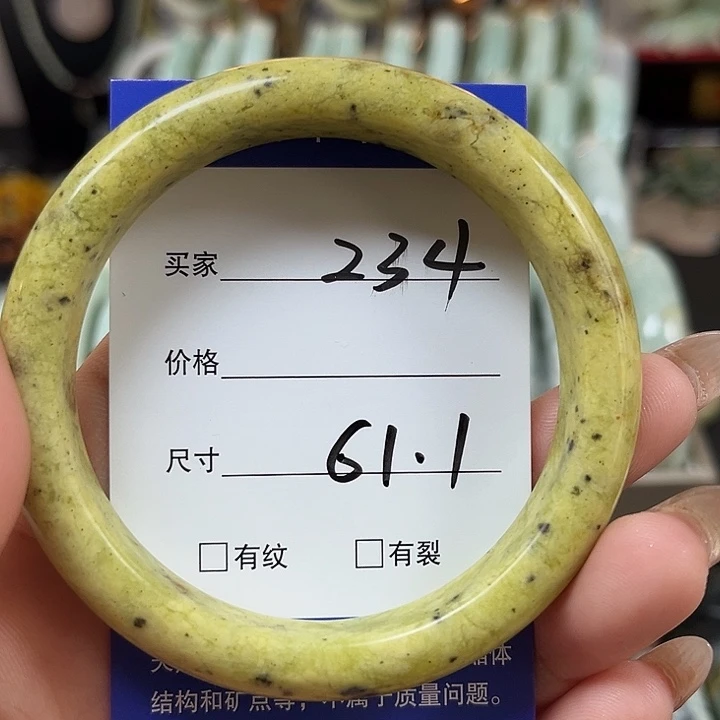 买家 234
价格
尺寸 61.1
□有纹 □有裂
结构和矿点等，不属于质量问题。